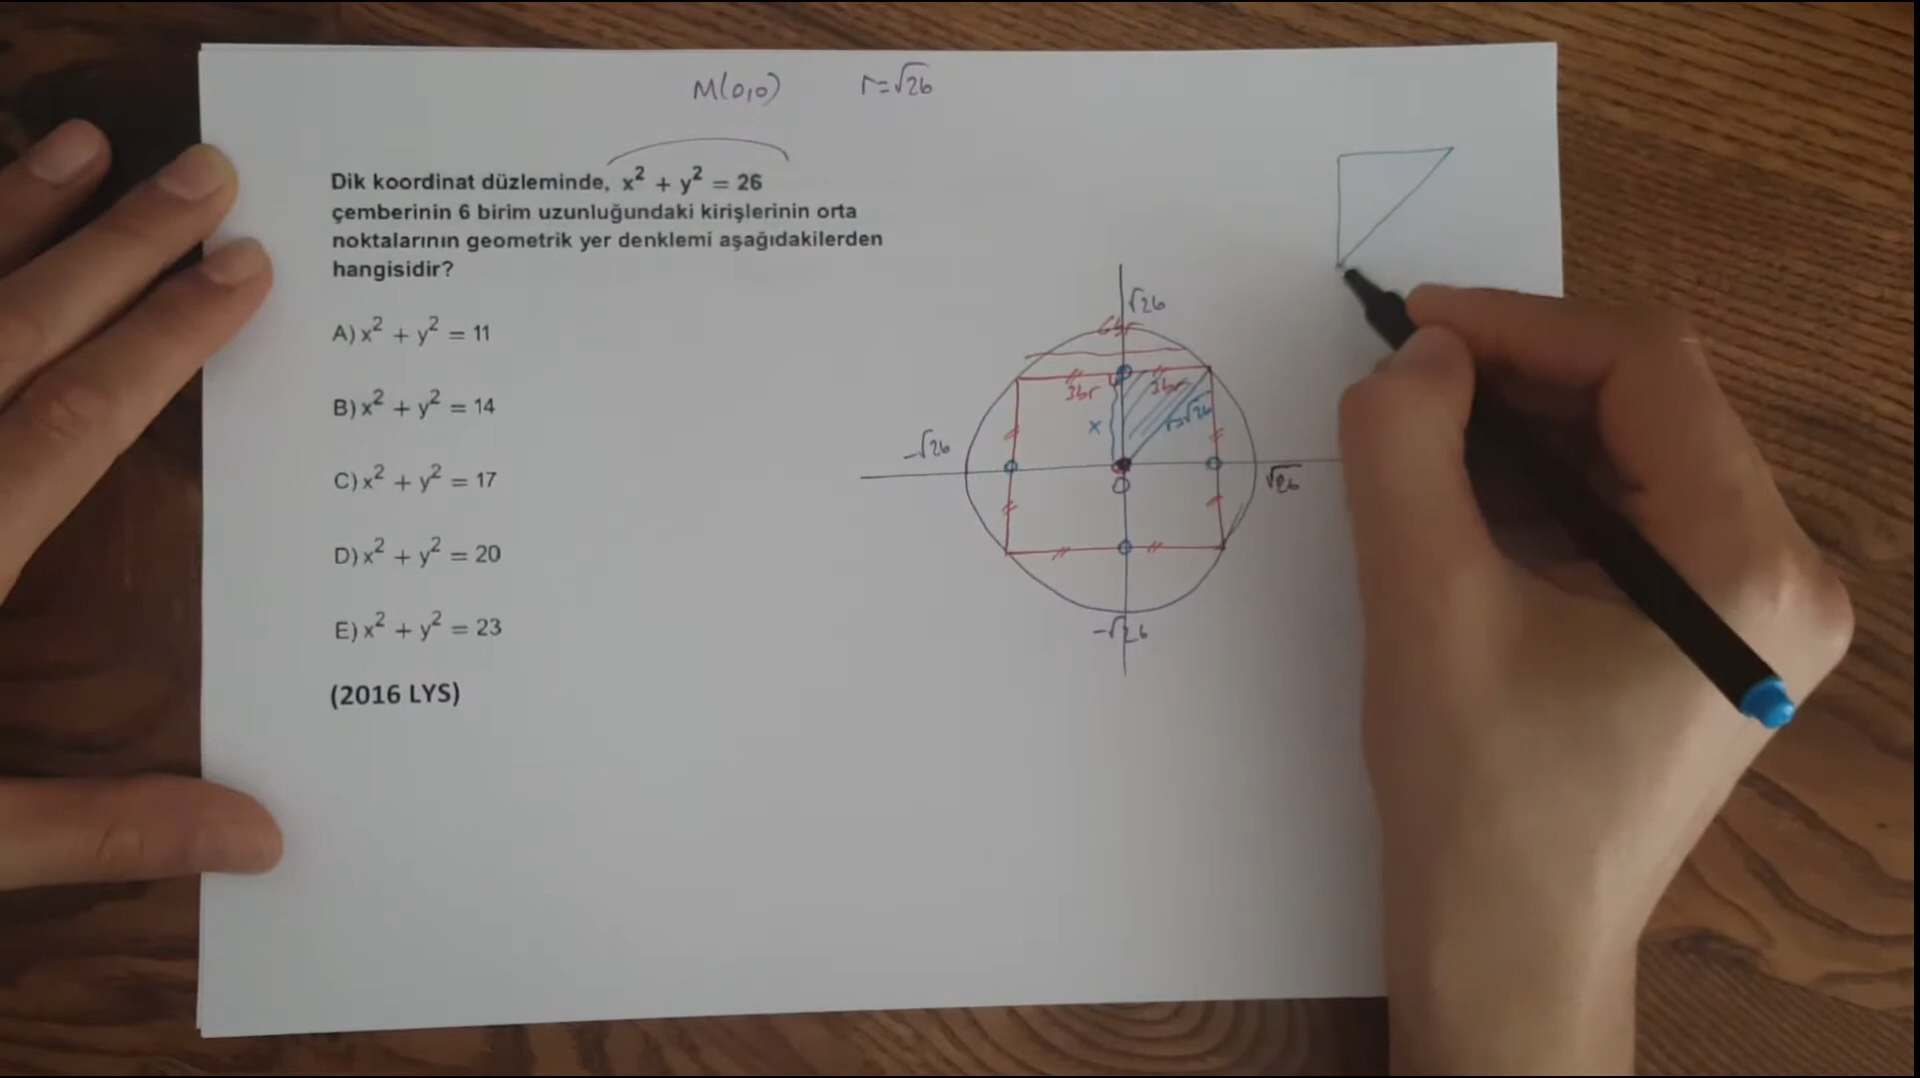 M(0,0) r=√26
Dik koordinat düzleminde, x² + y² = 26
çemberinin 6 birim uzunluğundaki kirişlerinin orta
noktalarının geometrik yer denklemi aşağıdakilerden
hangisidir?
A) x² + y² = 11
B) x² + y² = 14
C) x² + y² = 17
D) x² + y² = 20
E) x² + y² = 23
(2016 LYS)
√26
6br
3br 3br
x r=√26
-√26
√26
O
-√26